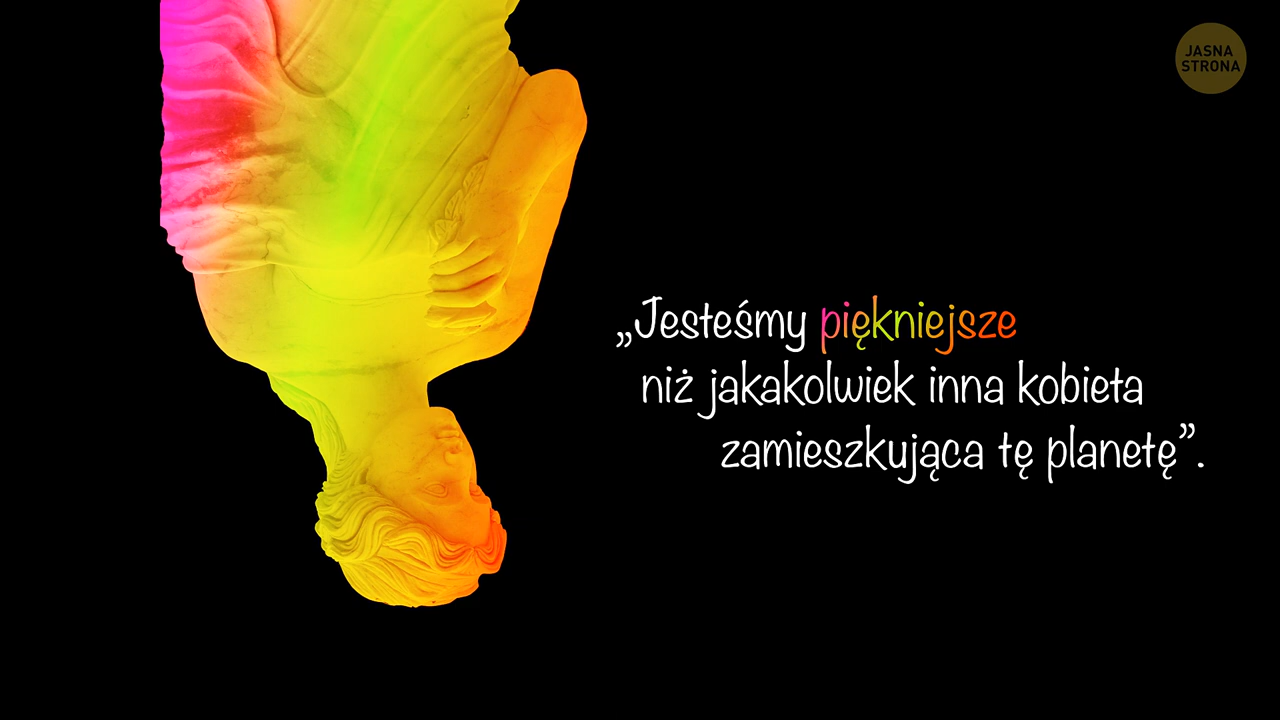 JASNA
STRONA
„Jesteśmy piękniejsze
niż jakakolwiek inna kobieta
zamieszkująca tę planetę”.